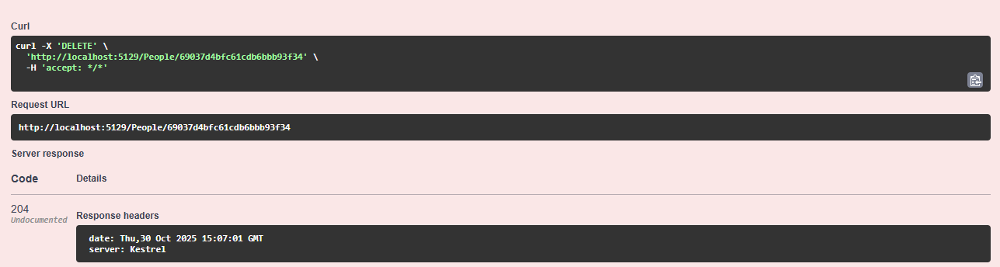 Curl
curl -X 'DELETE' \
  'http://localhost:5129/People/69037d4bfc61cdb6bbb93f34' \
  -H 'accept: */*'
Request URL
http://localhost:5129/People/69037d4bfc61cdb6bbb93f34
Server response
Code Details
204
Undocumented
Response headers
date: Thu,30 Oct 2025 15:07:01 GMT
server: Kestrel